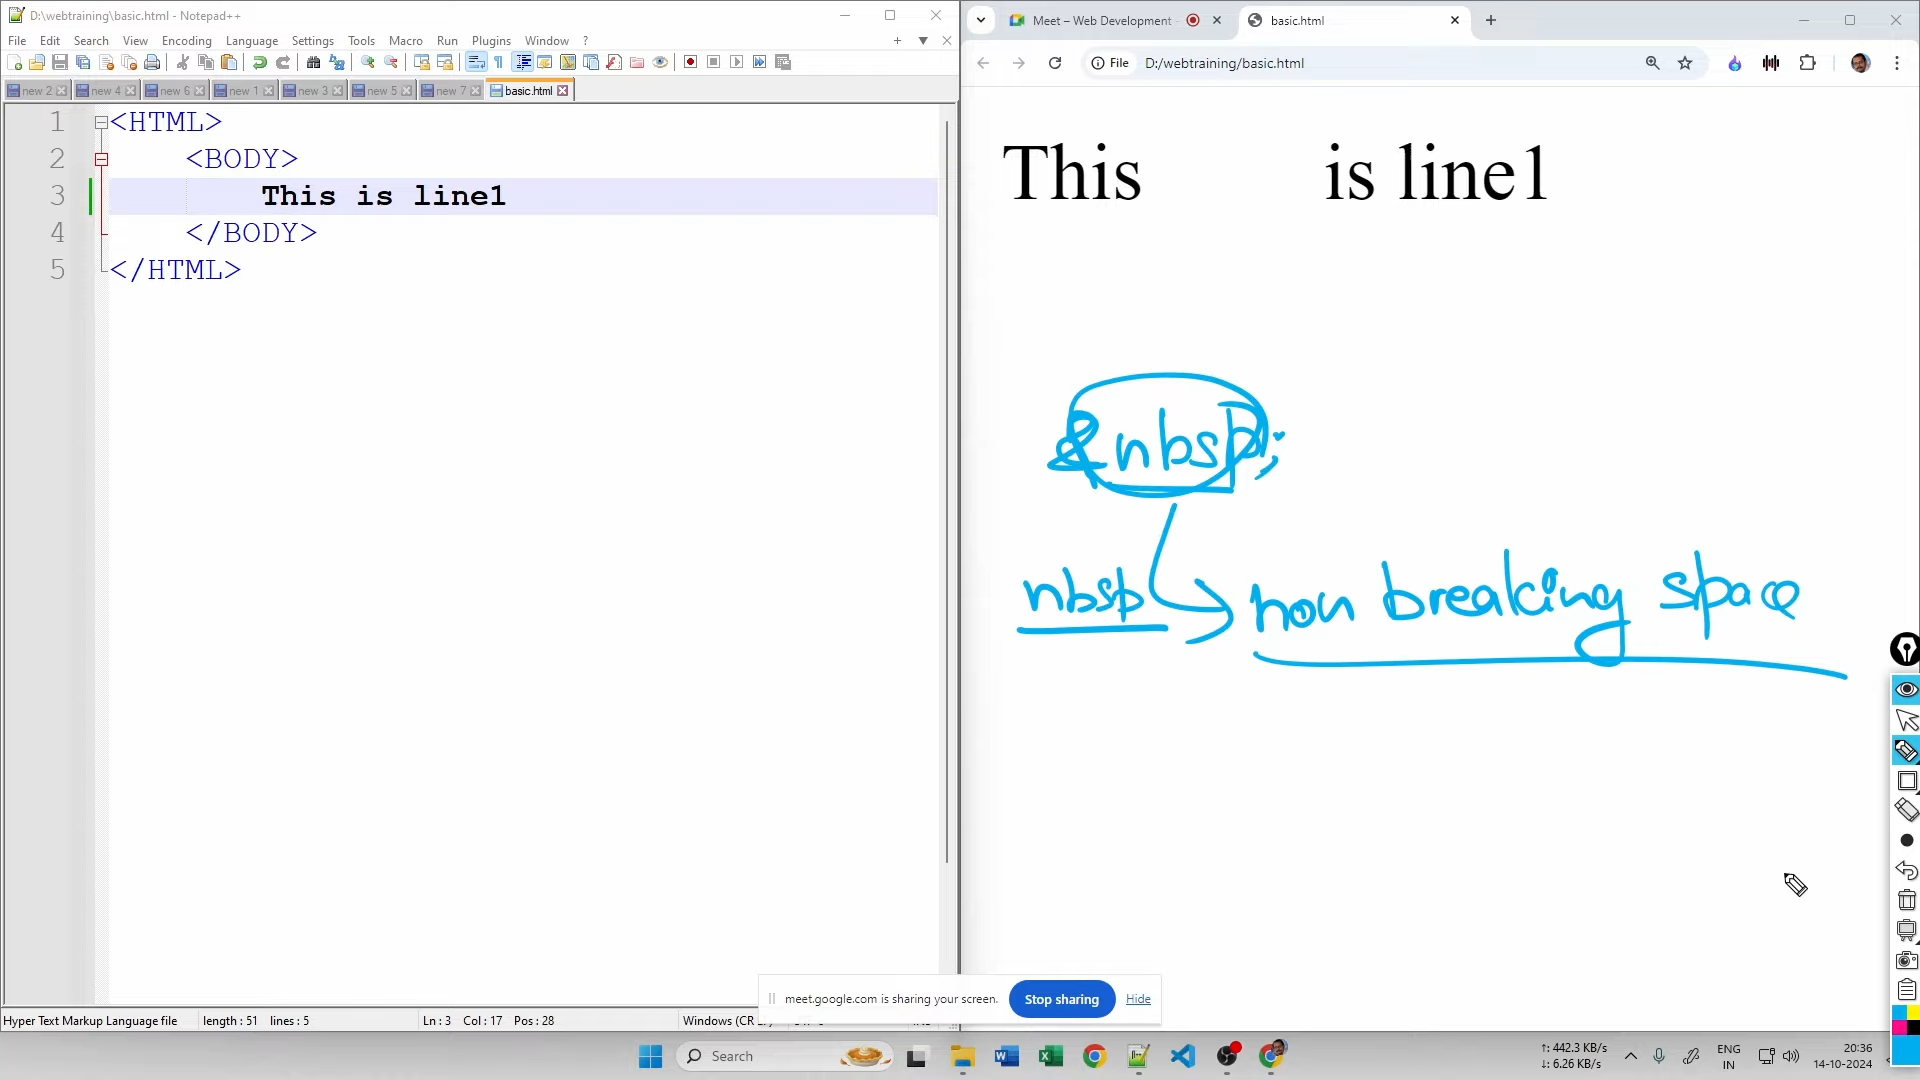 D:\webtraining\basic.html - Notepad++
File Edit Search View Encoding Language Settings Tools Macro Run Plugins Window ?
new 2 new 4 new 6 new 1 new 3 new 5 new 7 basic.html
1 <HTML>
2 <BODY>
3 This is line1
4 </BODY>
5 </HTML>
Hyper Text Markup Language file length : 51 lines : 5 Ln : 3 Col : 17 Pos : 28 Windows (CR
Meet – Web Development basic.html
File D:/webtraining/basic.html
This is line1
&nbsp;
nbsp non breaking space
meet.google.com is sharing your screen. Stop sharing Hide
Search
↑: 442.3 KB/s
↓: 6.26 KB/s
ENG
IN
20:36
14-10-2024